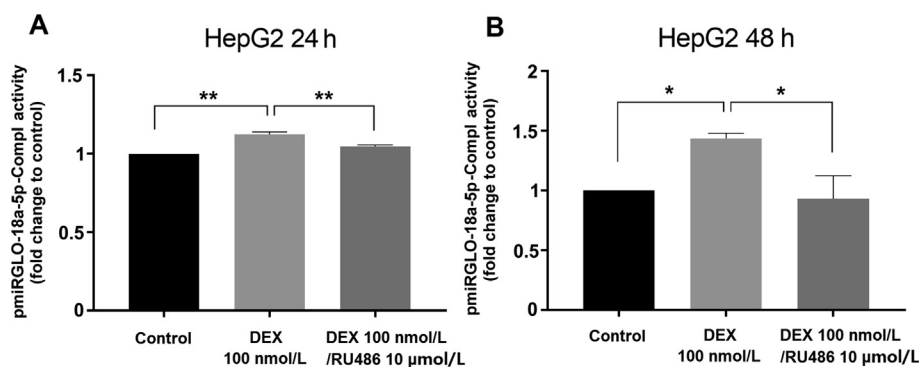 A
HepG2 24 h
pmiRGLO-18a-5p-Compl activity
(fold change to control)
1.5
1
0.5
0
**
**
Control
DEX
100 nmol/L
DEX 100 nmol/L
/RU486 10 µmol/L
B
HepG2 48 h
pmiRGLO-18a-5p-Compl activity
(fold change to control)
2
1.5
1
0.5
0
*
*
Control
DEX
100 nmol/L
DEX 100 nmol/L
/RU486 10 µmol/L